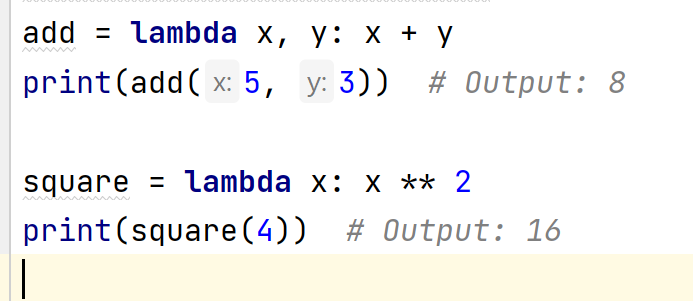 add = lambda x, y: x + y
print(add( x: 5, y: 3)) # Output: 8
square = lambda x: x ** 2
print(square(4)) # Output: 16